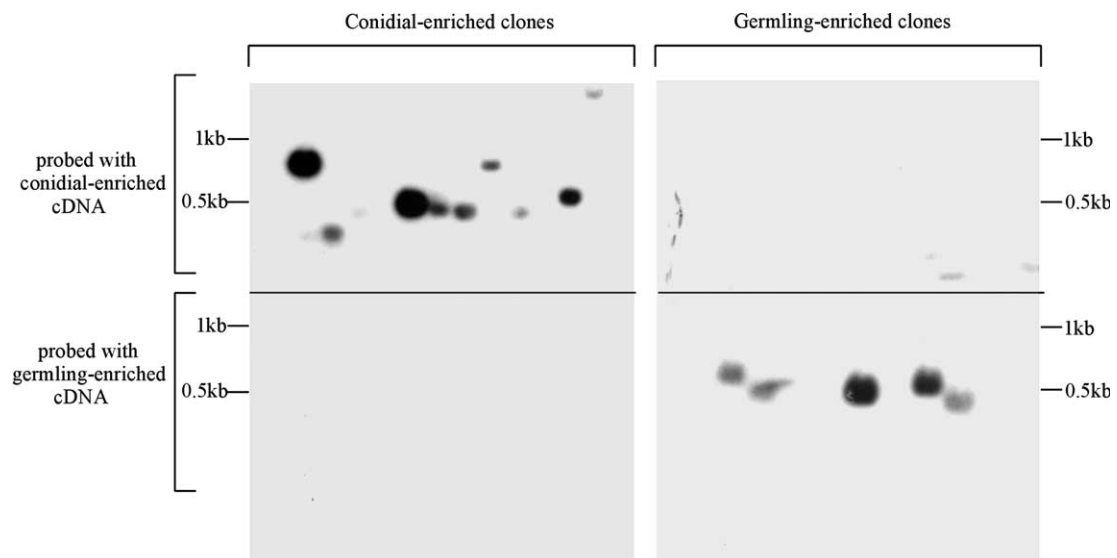 Conidial-enriched clones
Germling-enriched clones
probed with
conidial-enriched
cDNA
1kb
0.5kb
1kb
0.5kb
probed with
germling-enriched
cDNA
1kb
0.5kb
1kb
0.5kb